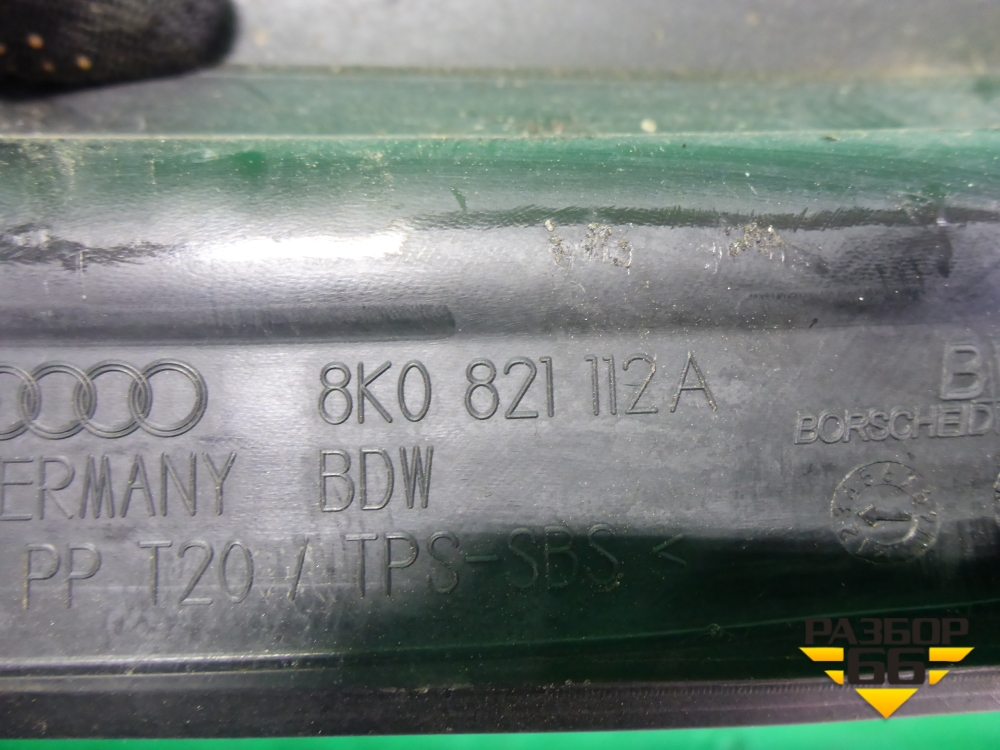 8K0 821 112 A
B
BORSCHEID
ERMANY BDW
PP T20 / TPS-SBS <
РАЗБОР
66